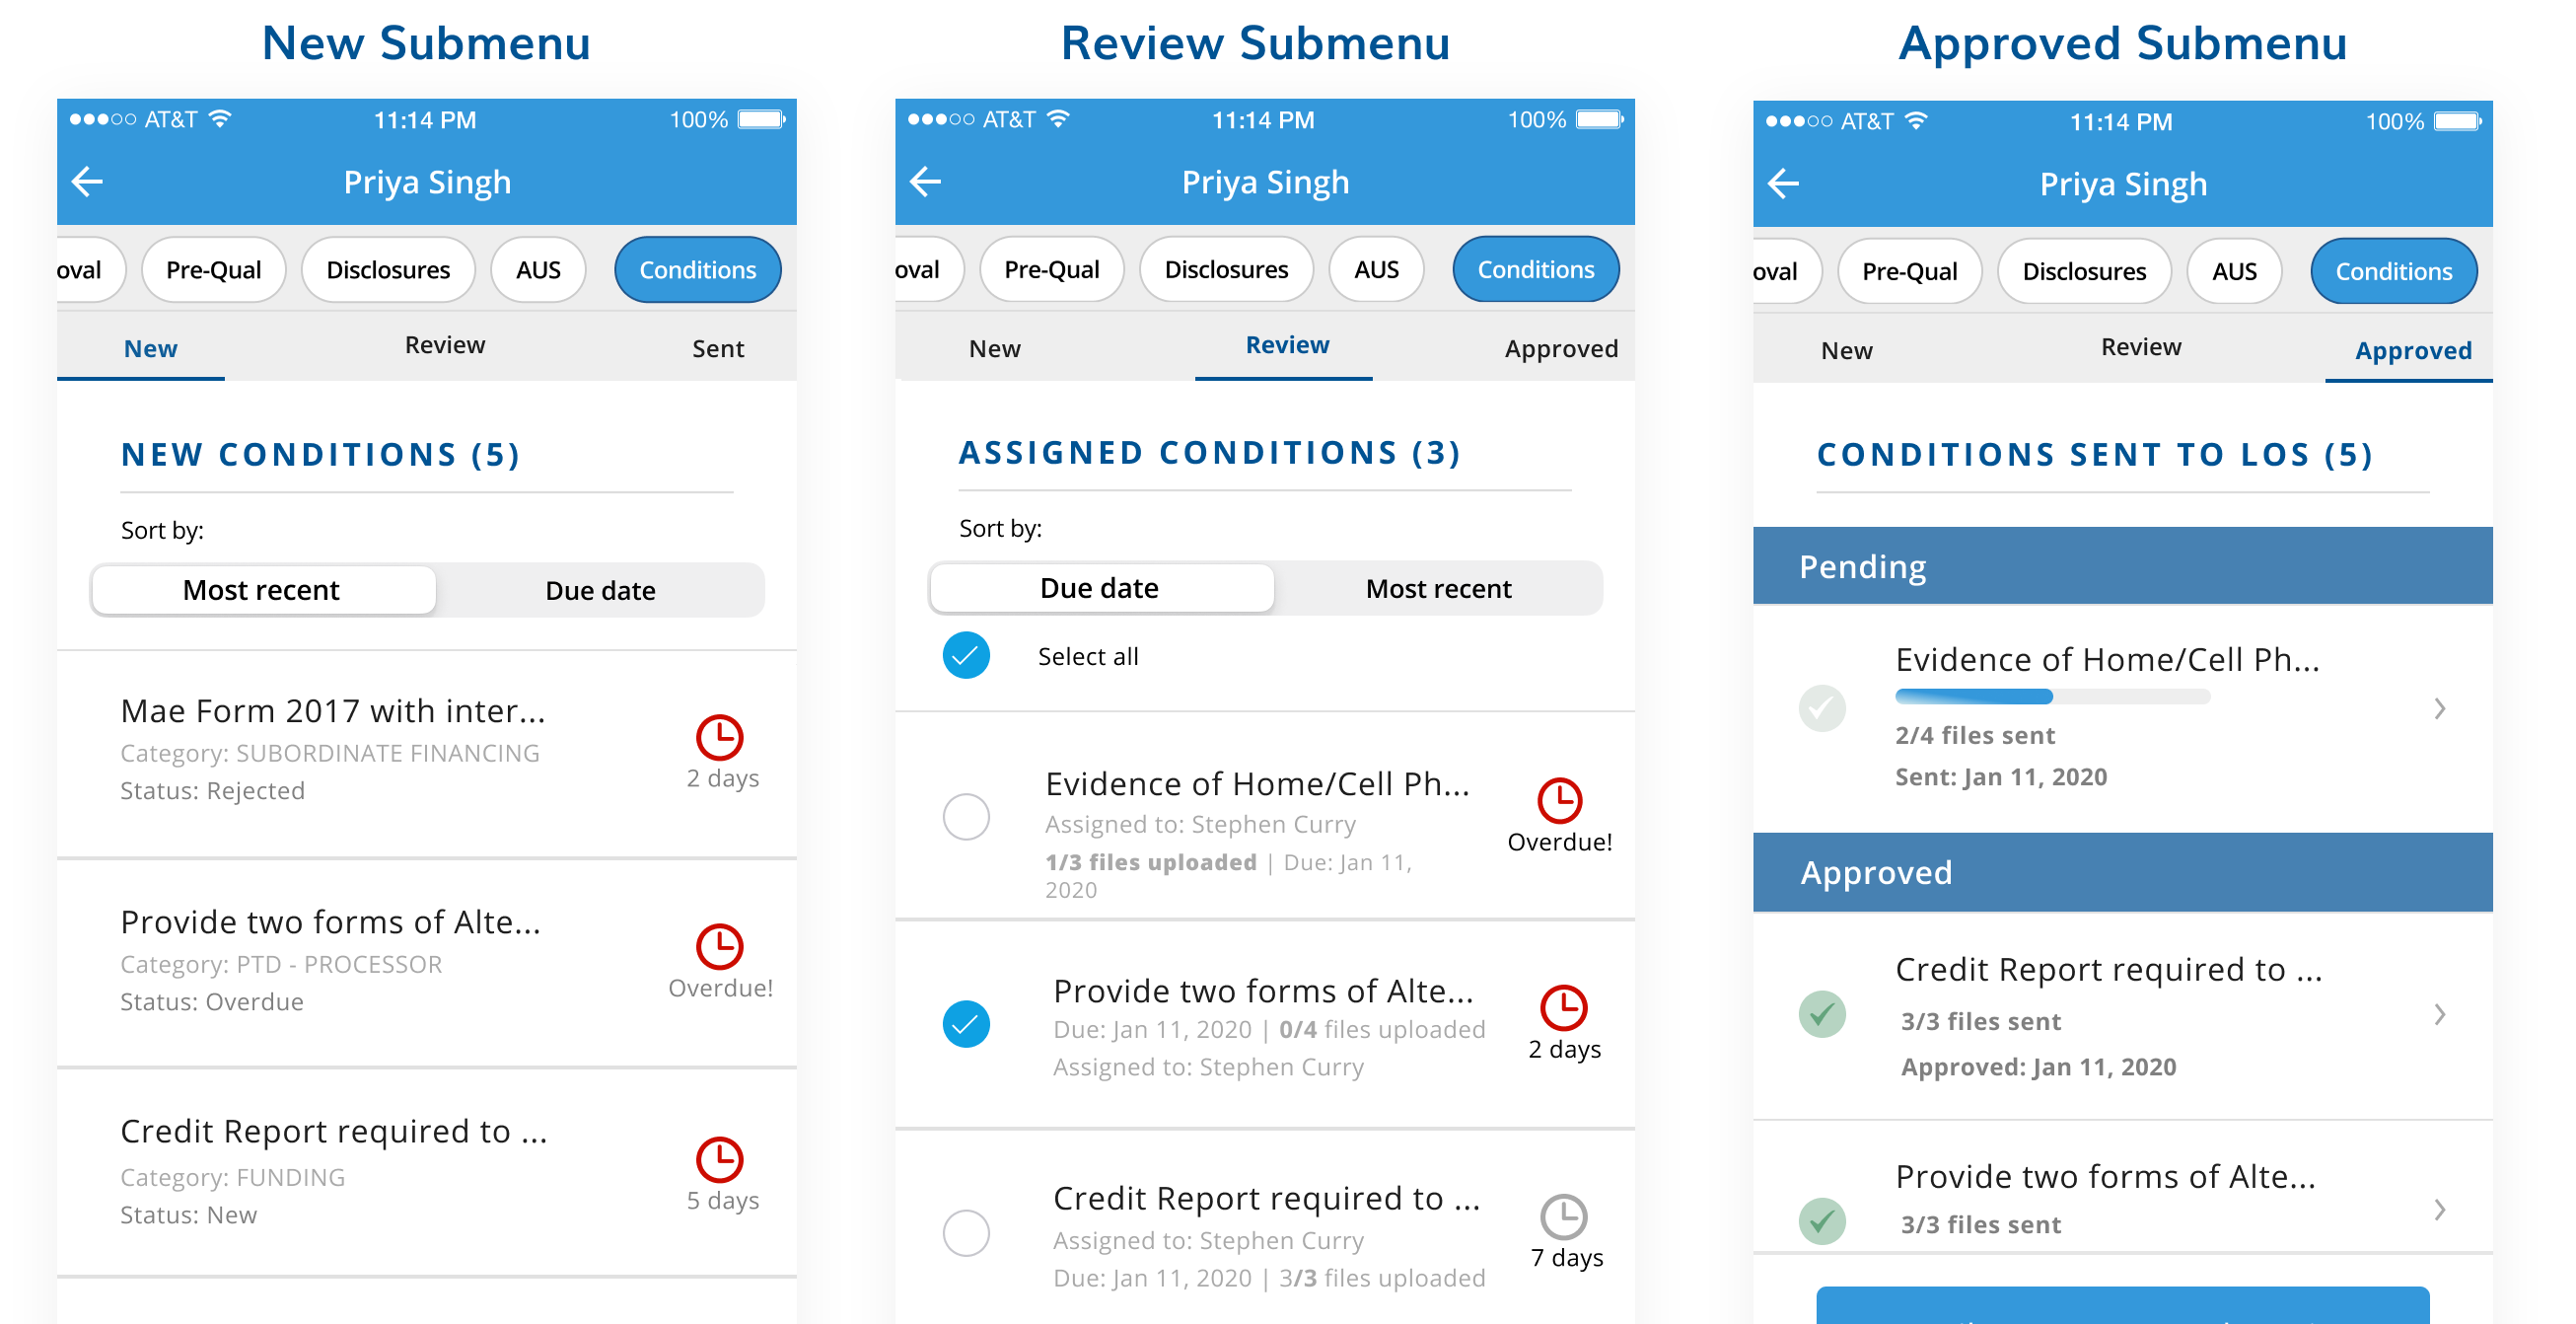 New Submenu
AT&T 11:14 PM 100%
Priya Singh
oval Pre-Qual Disclosures AUS Conditions
New Review Sent
NEW CONDITIONS (5)
Sort by:
Most recent Due date
Mae Form 2017 with inter...
Category: SUBORDINATE FINANCING
Status: Rejected
2 days
Provide two forms of Alte...
Category: PTD - PROCESSOR
Status: Overdue
Overdue!
Credit Report required to ...
Category: FUNDING
Status: New
5 days
Review Submenu
AT&T 11:14 PM 100%
Priya Singh
oval Pre-Qual Disclosures AUS Conditions
New Review Approved
ASSIGNED CONDITIONS (3)
Sort by:
Due date Most recent
Select all
Evidence of Home/Cell Ph...
Assigned to: Stephen Curry
1/3 files uploaded | Due: Jan 11,
2020
Overdue!
Provide two forms of Alte...
Due: Jan 11, 2020 | 0/4 files uploaded
Assigned to: Stephen Curry
2 days
Credit Report required to ...
Assigned to: Stephen Curry
Due: Jan 11, 2020 | 3/3 files uploaded
7 days
Approved Submenu
AT&T 11:14 PM 100%
Priya Singh
oval Pre-Qual Disclosures AUS Conditions
New Review Approved
CONDITIONS SENT TO LOS (5)
Pending
Evidence of Home/Cell Ph...
2/4 files sent
Sent: Jan 11, 2020
Approved
Credit Report required to ...
3/3 files sent
Approved: Jan 11, 2020
Provide two forms of Alte...
3/3 files sent